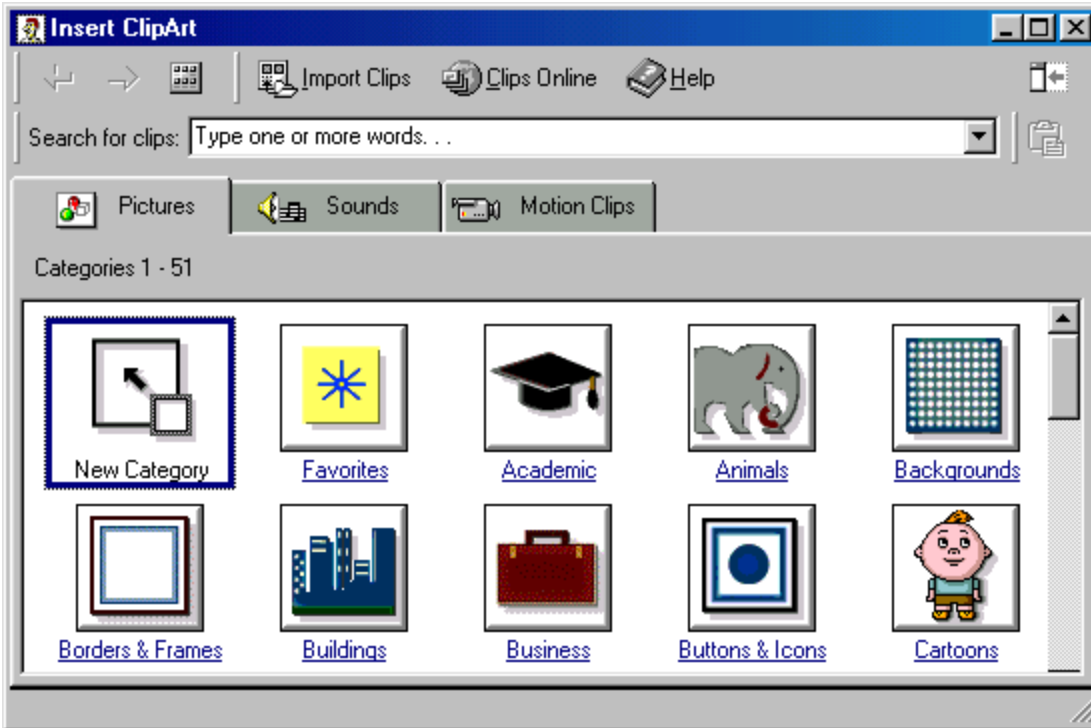 Insert ClipArt
Import Clips Clips Online Help
Search for clips: Type one or more words. . .
Pictures Sounds Motion Clips
Categories 1 - 51
New Category Favorites Academic Animals Backgrounds
Borders & Frames Buildings Business Buttons & Icons Cartoons